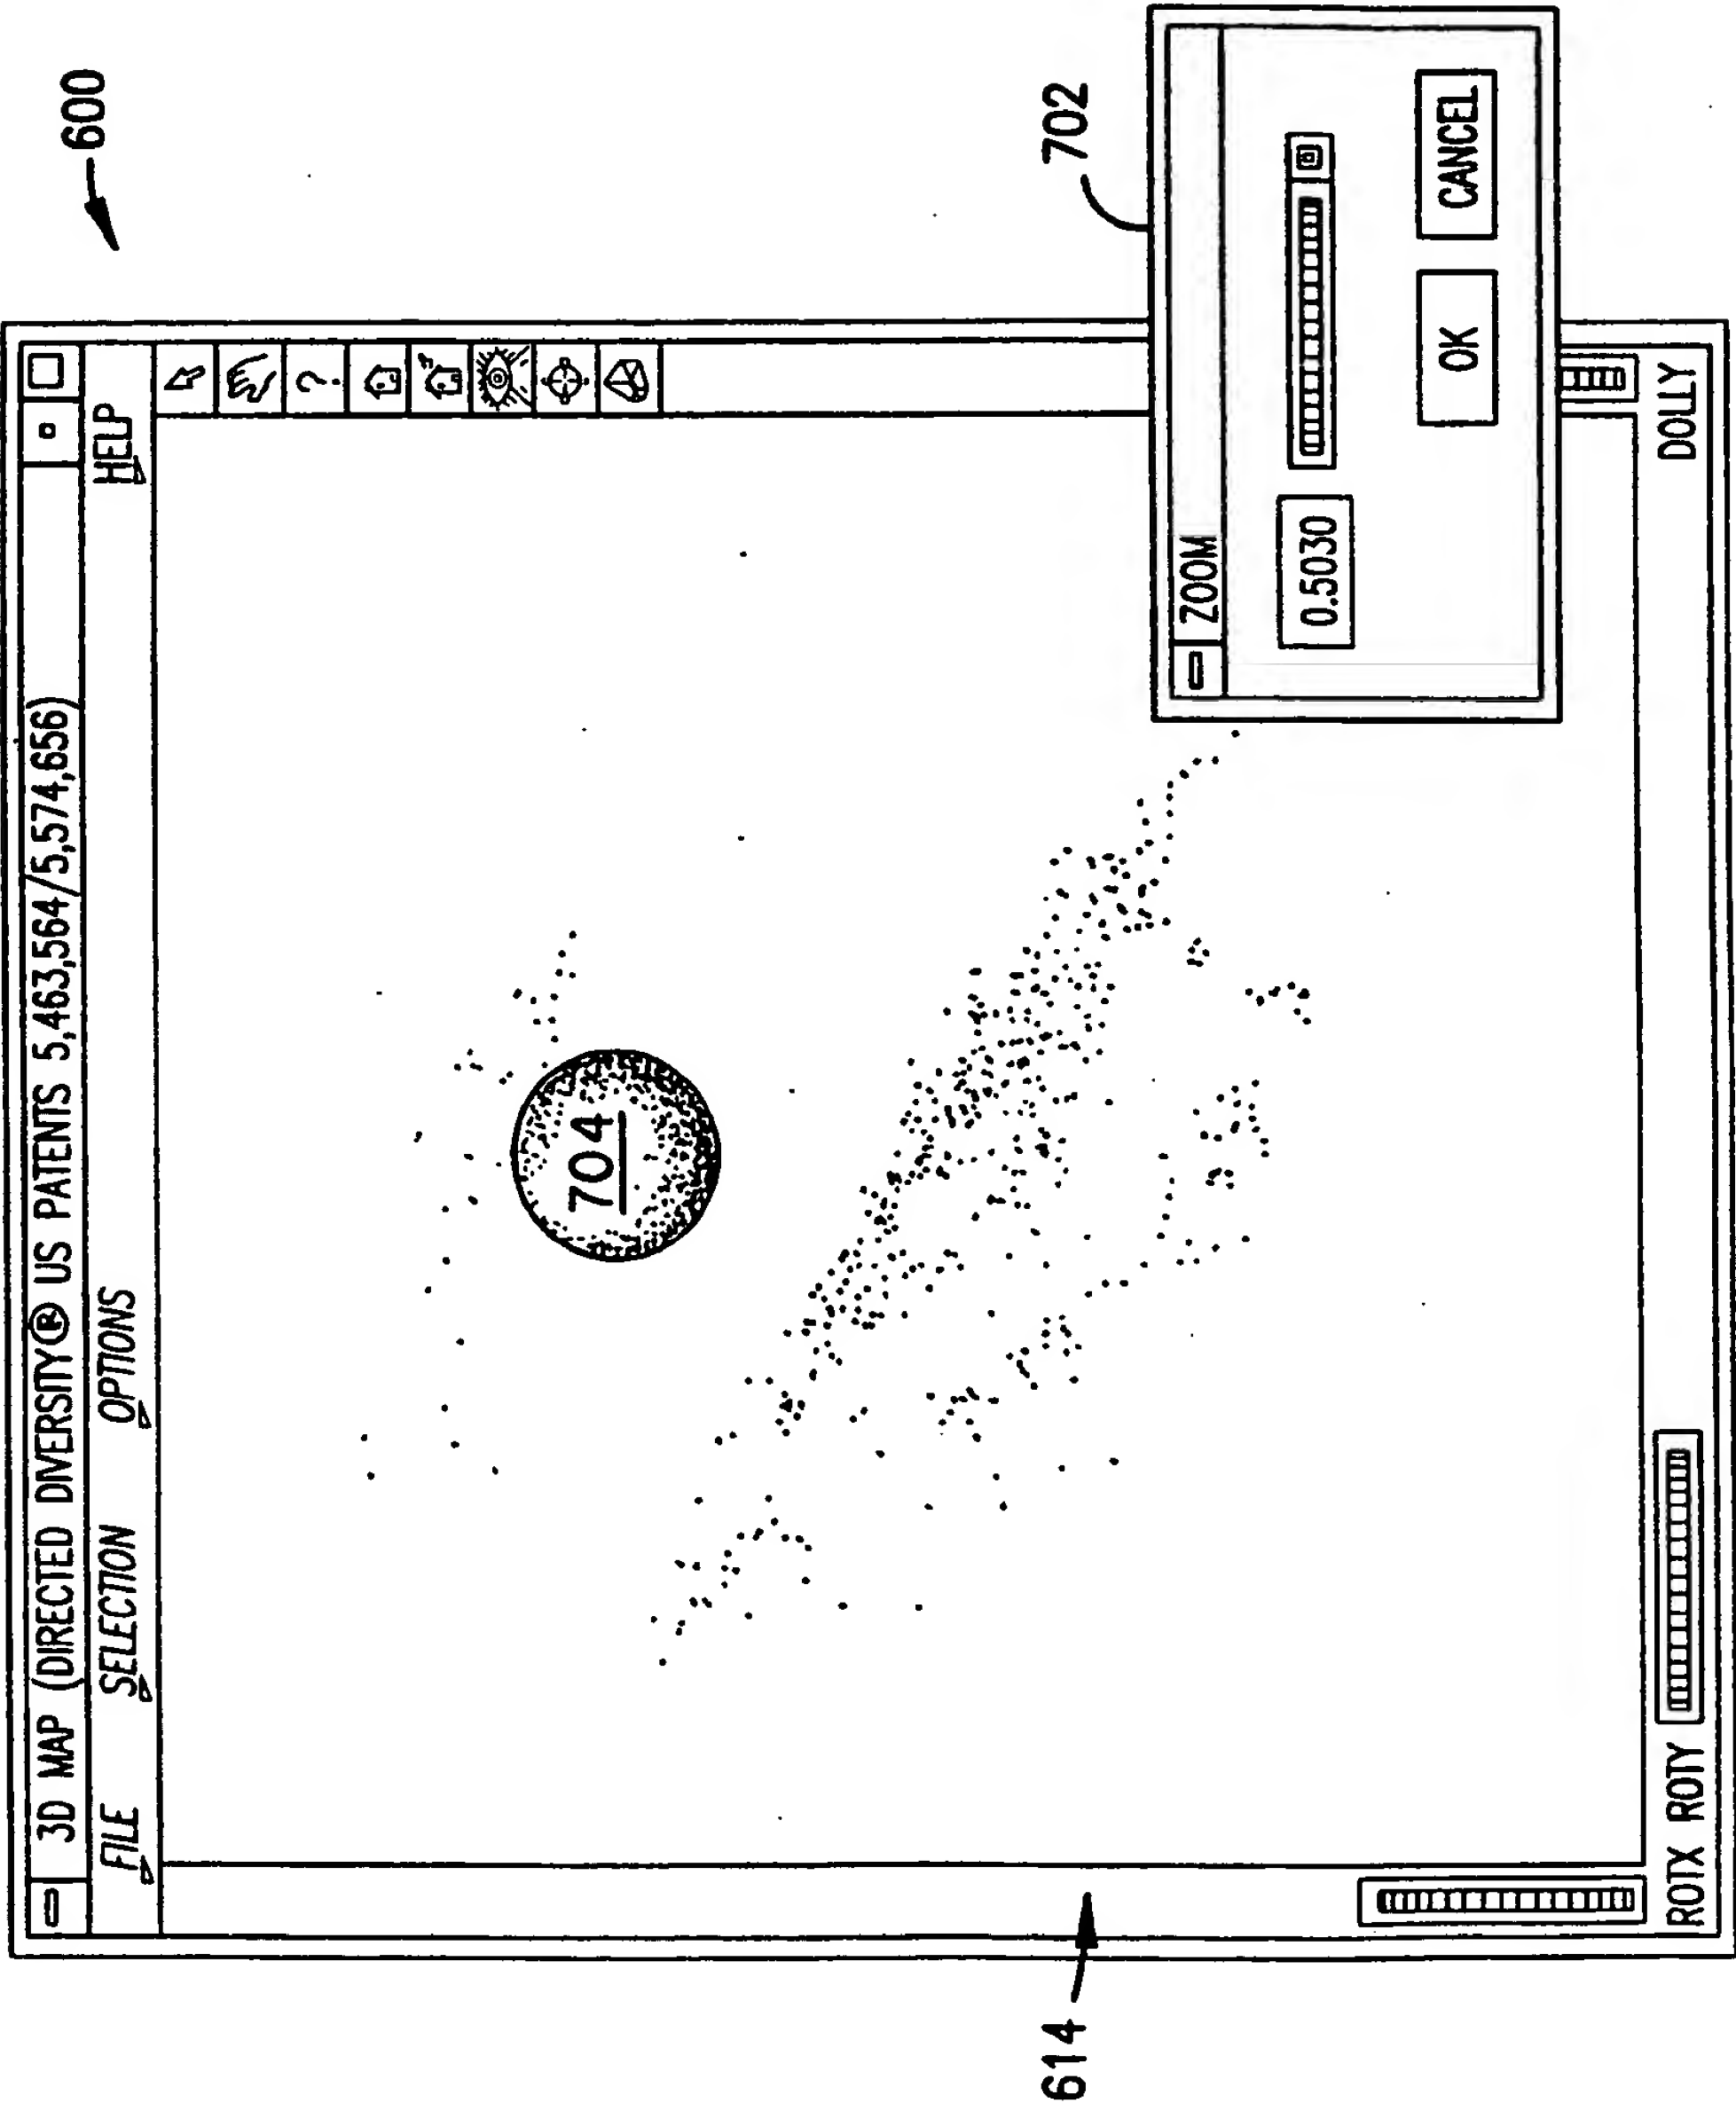 600
3D MAP (DIRECTED DIVERSITY® US PATENTS 5,463,564/5,574,656)
FILE SELECTION OPTIONS HELP
?
704
614
702
ZOOM
0.5030
OK CANCEL
ROTX ROTY DOLLY